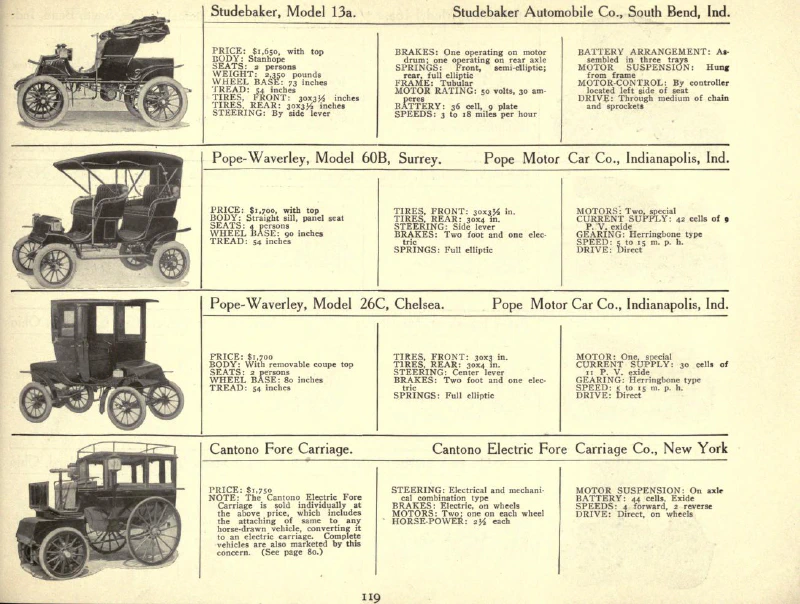 Studebaker, Model 13a. Studebaker Automobile Co., South Bend, Ind.
PRICE: $1,650, with top
BODY: Stanhope
SEATS: 2 persons
WEIGHT: 2,350 pounds
WHEEL BASE: 73 inches
TREAD: 54 inches
TIRES, FRONT: 30x3½ inches
TIRES, REAR: 30x3½ inches
STEERING: By side lever
BRAKES: One operating on motor
drum; one operating on rear axle
SPRINGS: Front, semi-elliptic;
rear, full elliptic
FRAME: Tubular
MOTOR RATING: 50 volts, 30 am-
peres
BATTERY: 36 cell, 9 plate
SPEEDS: 3 to 18 miles per hour
BATTERY ARRANGEMENT: As-
sembled in three trays
MOTOR SUSPENSION: Hung
from frame
MOTOR-CONTROL: By controller
located left side of seat
DRIVE: Through medium of chain
and sprockets
Pope-Waverley, Model 60B, Surrey. Pope Motor Car Co., Indianapolis, Ind.
PRICE: $1,700, with top
BODY: Straight sill, panel seat
SEATS: 4 persons
WHEEL BASE: 90 inches
TREAD: 54 inches
TIRES, FRONT: 30x3½ in.
TIRES, REAR: 30x4 in.
STEERING: Side lever
BRAKES: Two foot and one elec-
tric
SPRINGS: Full elliptic
MOTORS: Two, special
CURRENT SUPPLY: 42 cells of 9
P. V. exide
GEARING: Herringbone type
SPEED: 5 to 15 m. p. h.
DRIVE: Direct
Pope-Waverley, Model 26C, Chelsea. Pope Motor Car Co., Indianapolis, Ind.
PRICE: $1,700
BODY: With removable coupe top
SEATS: 2 persons
WHEEL BASE: 80 inches
TREAD: 54 inches
TIRES, FRONT: 30x3 in.
TIRES, REAR: 30x4 in.
STEERING: Center lever
BRAKES: Two foot and one elec-
tric
SPRINGS: Full elliptic
MOTOR: One, special
CURRENT SUPPLY: 30 cells of
11 P. V. exide
GEARING: Herringbone type
SPEED: 5 to 15 m. p. h.
DRIVE: Direct
Cantono Fore Carriage. Cantono Electric Fore Carriage Co., New York
PRICE: $1,750
NOTE: The Cantono Electric Fore
Carriage is sold individually at
the above price, which includes
the attaching of same to any
horse-drawn vehicle, converting it
to an electric carriage. Complete
vehicles are also marketed by this
concern. (See page 80.)
STEERING: Electrical and mechani-
cal combination type
BRAKES: Electric, on wheels
MOTORS: Two; one on each wheel
HORSE-POWER: 2½ each
MOTOR SUSPENSION: On axle
BATTERY: 44 cells, Exide
SPEEDS: 4 forward, 2 reverse
DRIVE: Direct, on wheels
119